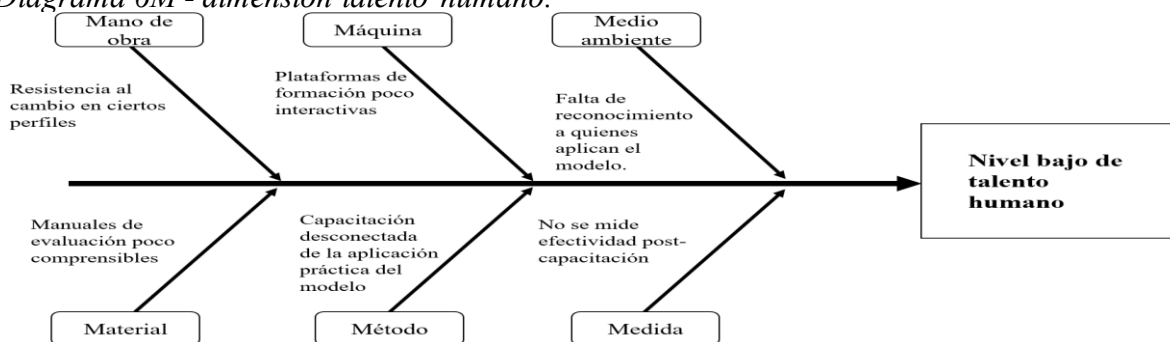 Diagrama 6M - dimensión talento humano.
Mano de
obra
Máquina
Medio
ambiente
Resistencia al
cambio en ciertos
perfiles
Plataformas de
formación poco
interactivas
Falta de
reconocimiento
a quienes
aplican el
modelo.
Nivel bajo de
talento
humano
Manuales de
evaluación poco
comprensibles
Capacitación
desconectada
de la aplicación
práctica del
modelo
No se mide
efectividad post-
capacitación
Material
Método
Medida